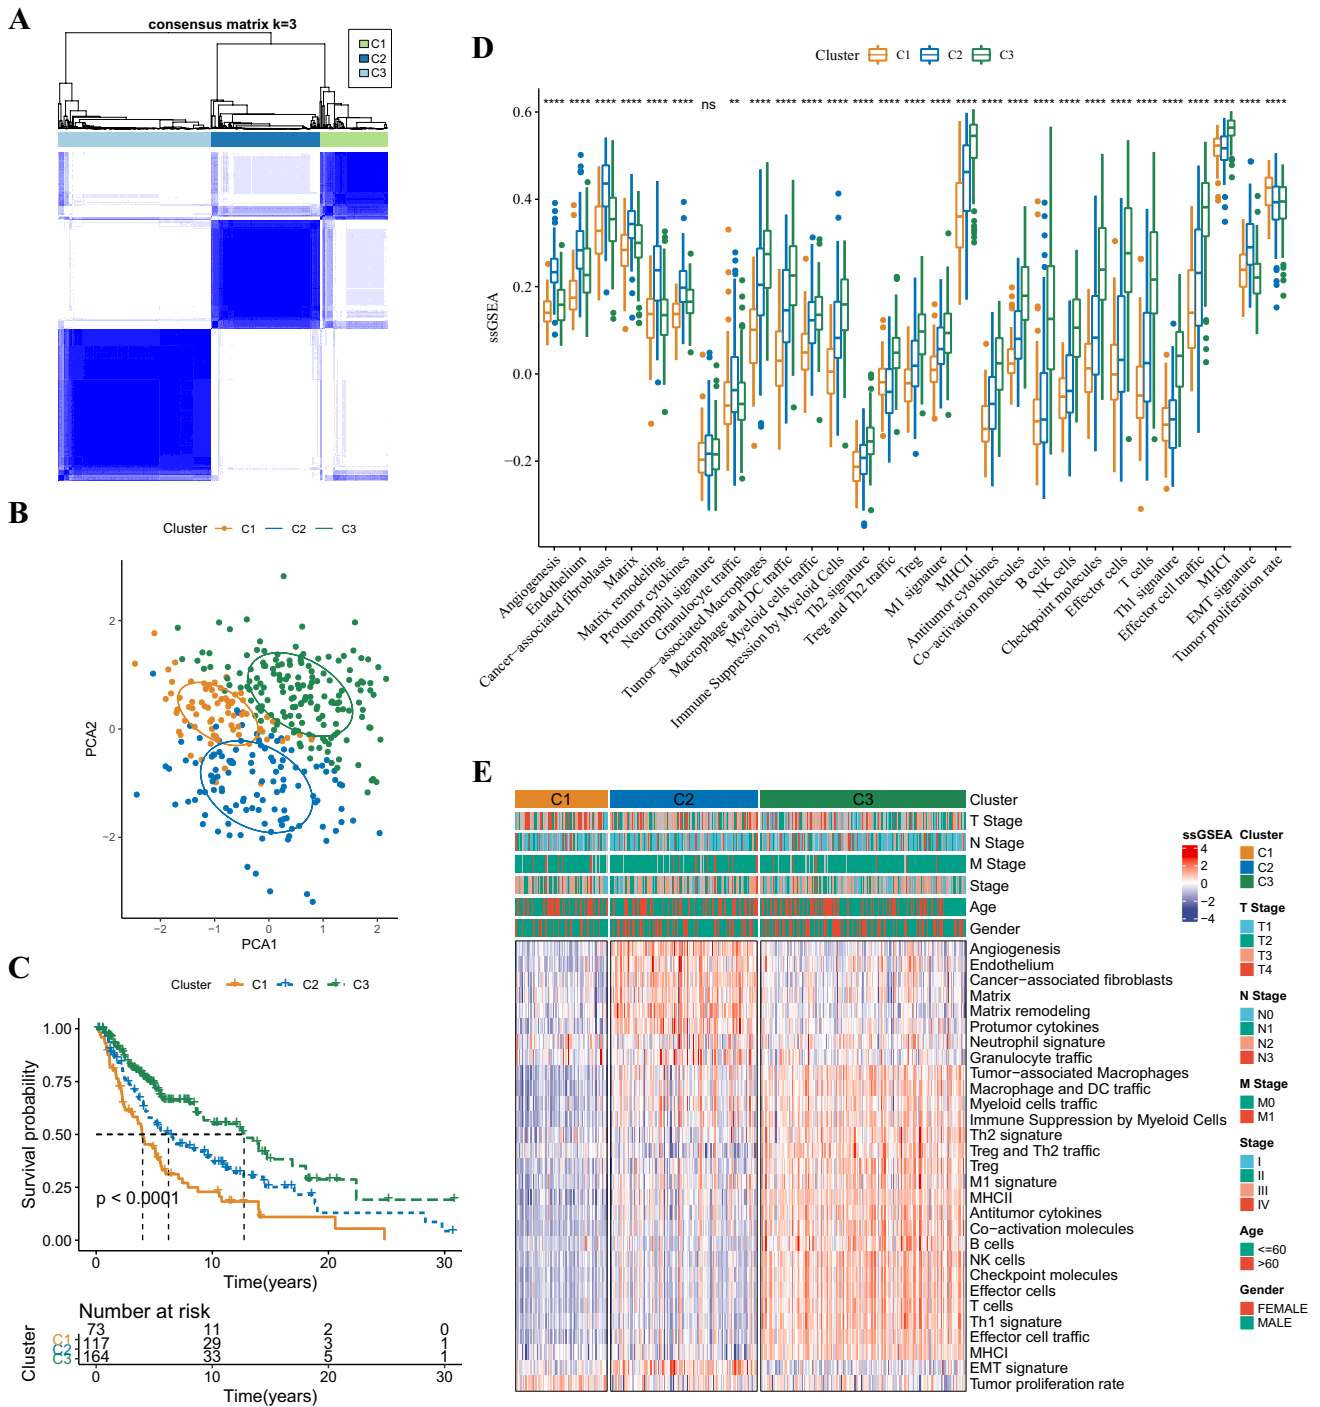 A
consensus matrix k=3
C1
C2
C3
B
Cluster C1 C2 C3
PCA2
2
0
−2
−2 −1 0 1 2
PCA1
C
Cluster C1 C2 C3
Survival probability
1.00
0.75
0.50
0.25
0.00
p < 0.0001
0 10 20 30
Time(years)
Number at risk
Cluster
C1 73 11 2 0
C2 117 29 3 1
C3 164 33 5 1
0 10 20 30
Time(years)
D
Cluster C1 C2 C3
**** **** **** **** **** **** ns ** **** **** **** **** **** **** **** **** **** **** **** **** **** **** **** **** **** **** **** **** ****
ssGSEA
0.6
0.4
0.2
0.0
−0.2
Angiogenesis
Endothelium
Cancer−associated fibroblasts
Matrix
Matrix remodeling
Protumor cytokines
Neutrophil signature
Granulocyte traffic
Tumor−associated Macrophages
Macrophage and DC traffic
Myeloid cells traffic
Immune Suppression by Myeloid Cells
Th2 signature
Treg and Th2 traffic
Treg
M1 signature
MHCII
Antitumor cytokines
Co−activation molecules
B cells
NK cells
Checkpoint molecules
Effector cells
T cells
Th1 signature
Effector cell traffic
MHCI
EMT signature
Tumor proliferation rate
E
C1 C2 C3 Cluster
T Stage
N Stage
M Stage
Stage
Age
Gender
Angiogenesis
Endothelium
Cancer−associated fibroblasts
Matrix
Matrix remodeling
Protumor cytokines
Neutrophil signature
Granulocyte traffic
Tumor−associated Macrophages
Macrophage and DC traffic
Myeloid cells traffic
Immune Suppression by Myeloid Cells
Th2 signature
Treg and Th2 traffic
Treg
M1 signature
MHCII
Antitumor cytokines
Co−activation molecules
B cells
NK cells
Checkpoint molecules
Effector cells
T cells
Th1 signature
Effector cell traffic
MHCI
EMT signature
Tumor proliferation rate
ssGSEA
4
2
0
−2
−4
Cluster
C1
C2
C3
T Stage
T1
T2
T3
T4
N Stage
N0
N1
N2
N3
M Stage
M0
M1
Stage
I
II
III
IV
Age
<=60
>60
Gender
FEMALE
MALE